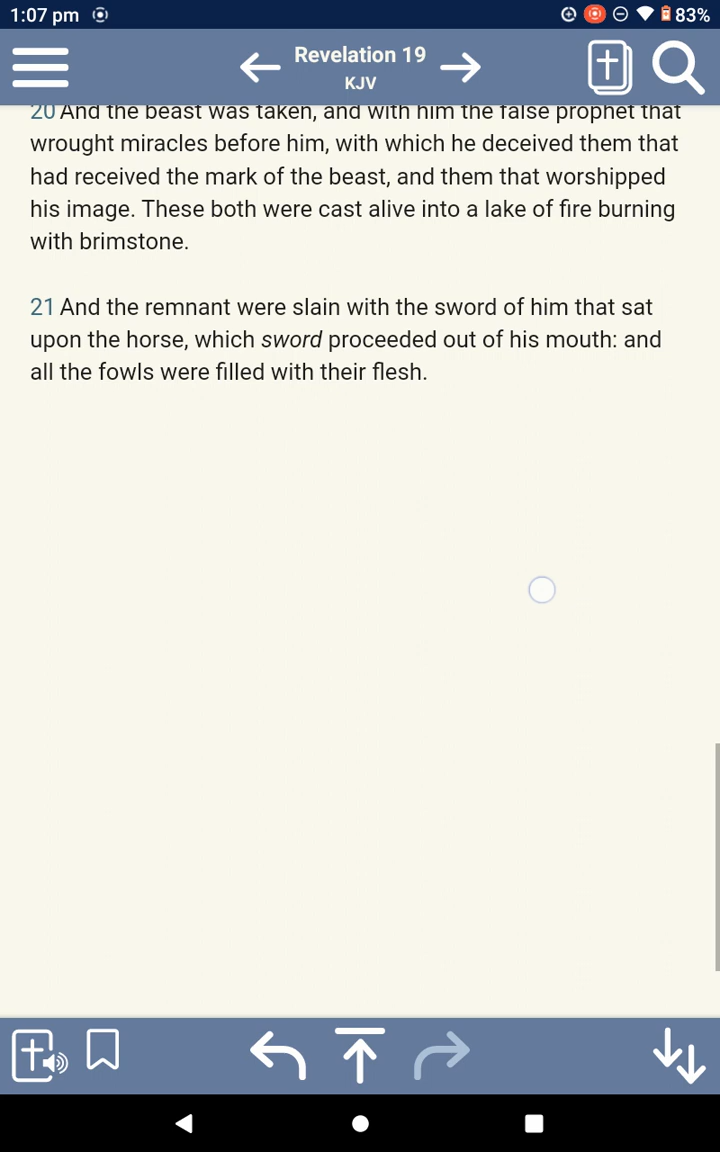 1:07 pm
83%
Revelation 19
KJV
20 And the beast was taken, and with him the false prophet that
wrought miracles before him, with which he deceived them that
had received the mark of the beast, and them that worshipped
his image. These both were cast alive into a lake of fire burning
with brimstone.
21 And the remnant were slain with the sword of him that sat
upon the horse, which sword proceeded out of his mouth: and
all the fowls were filled with their flesh.